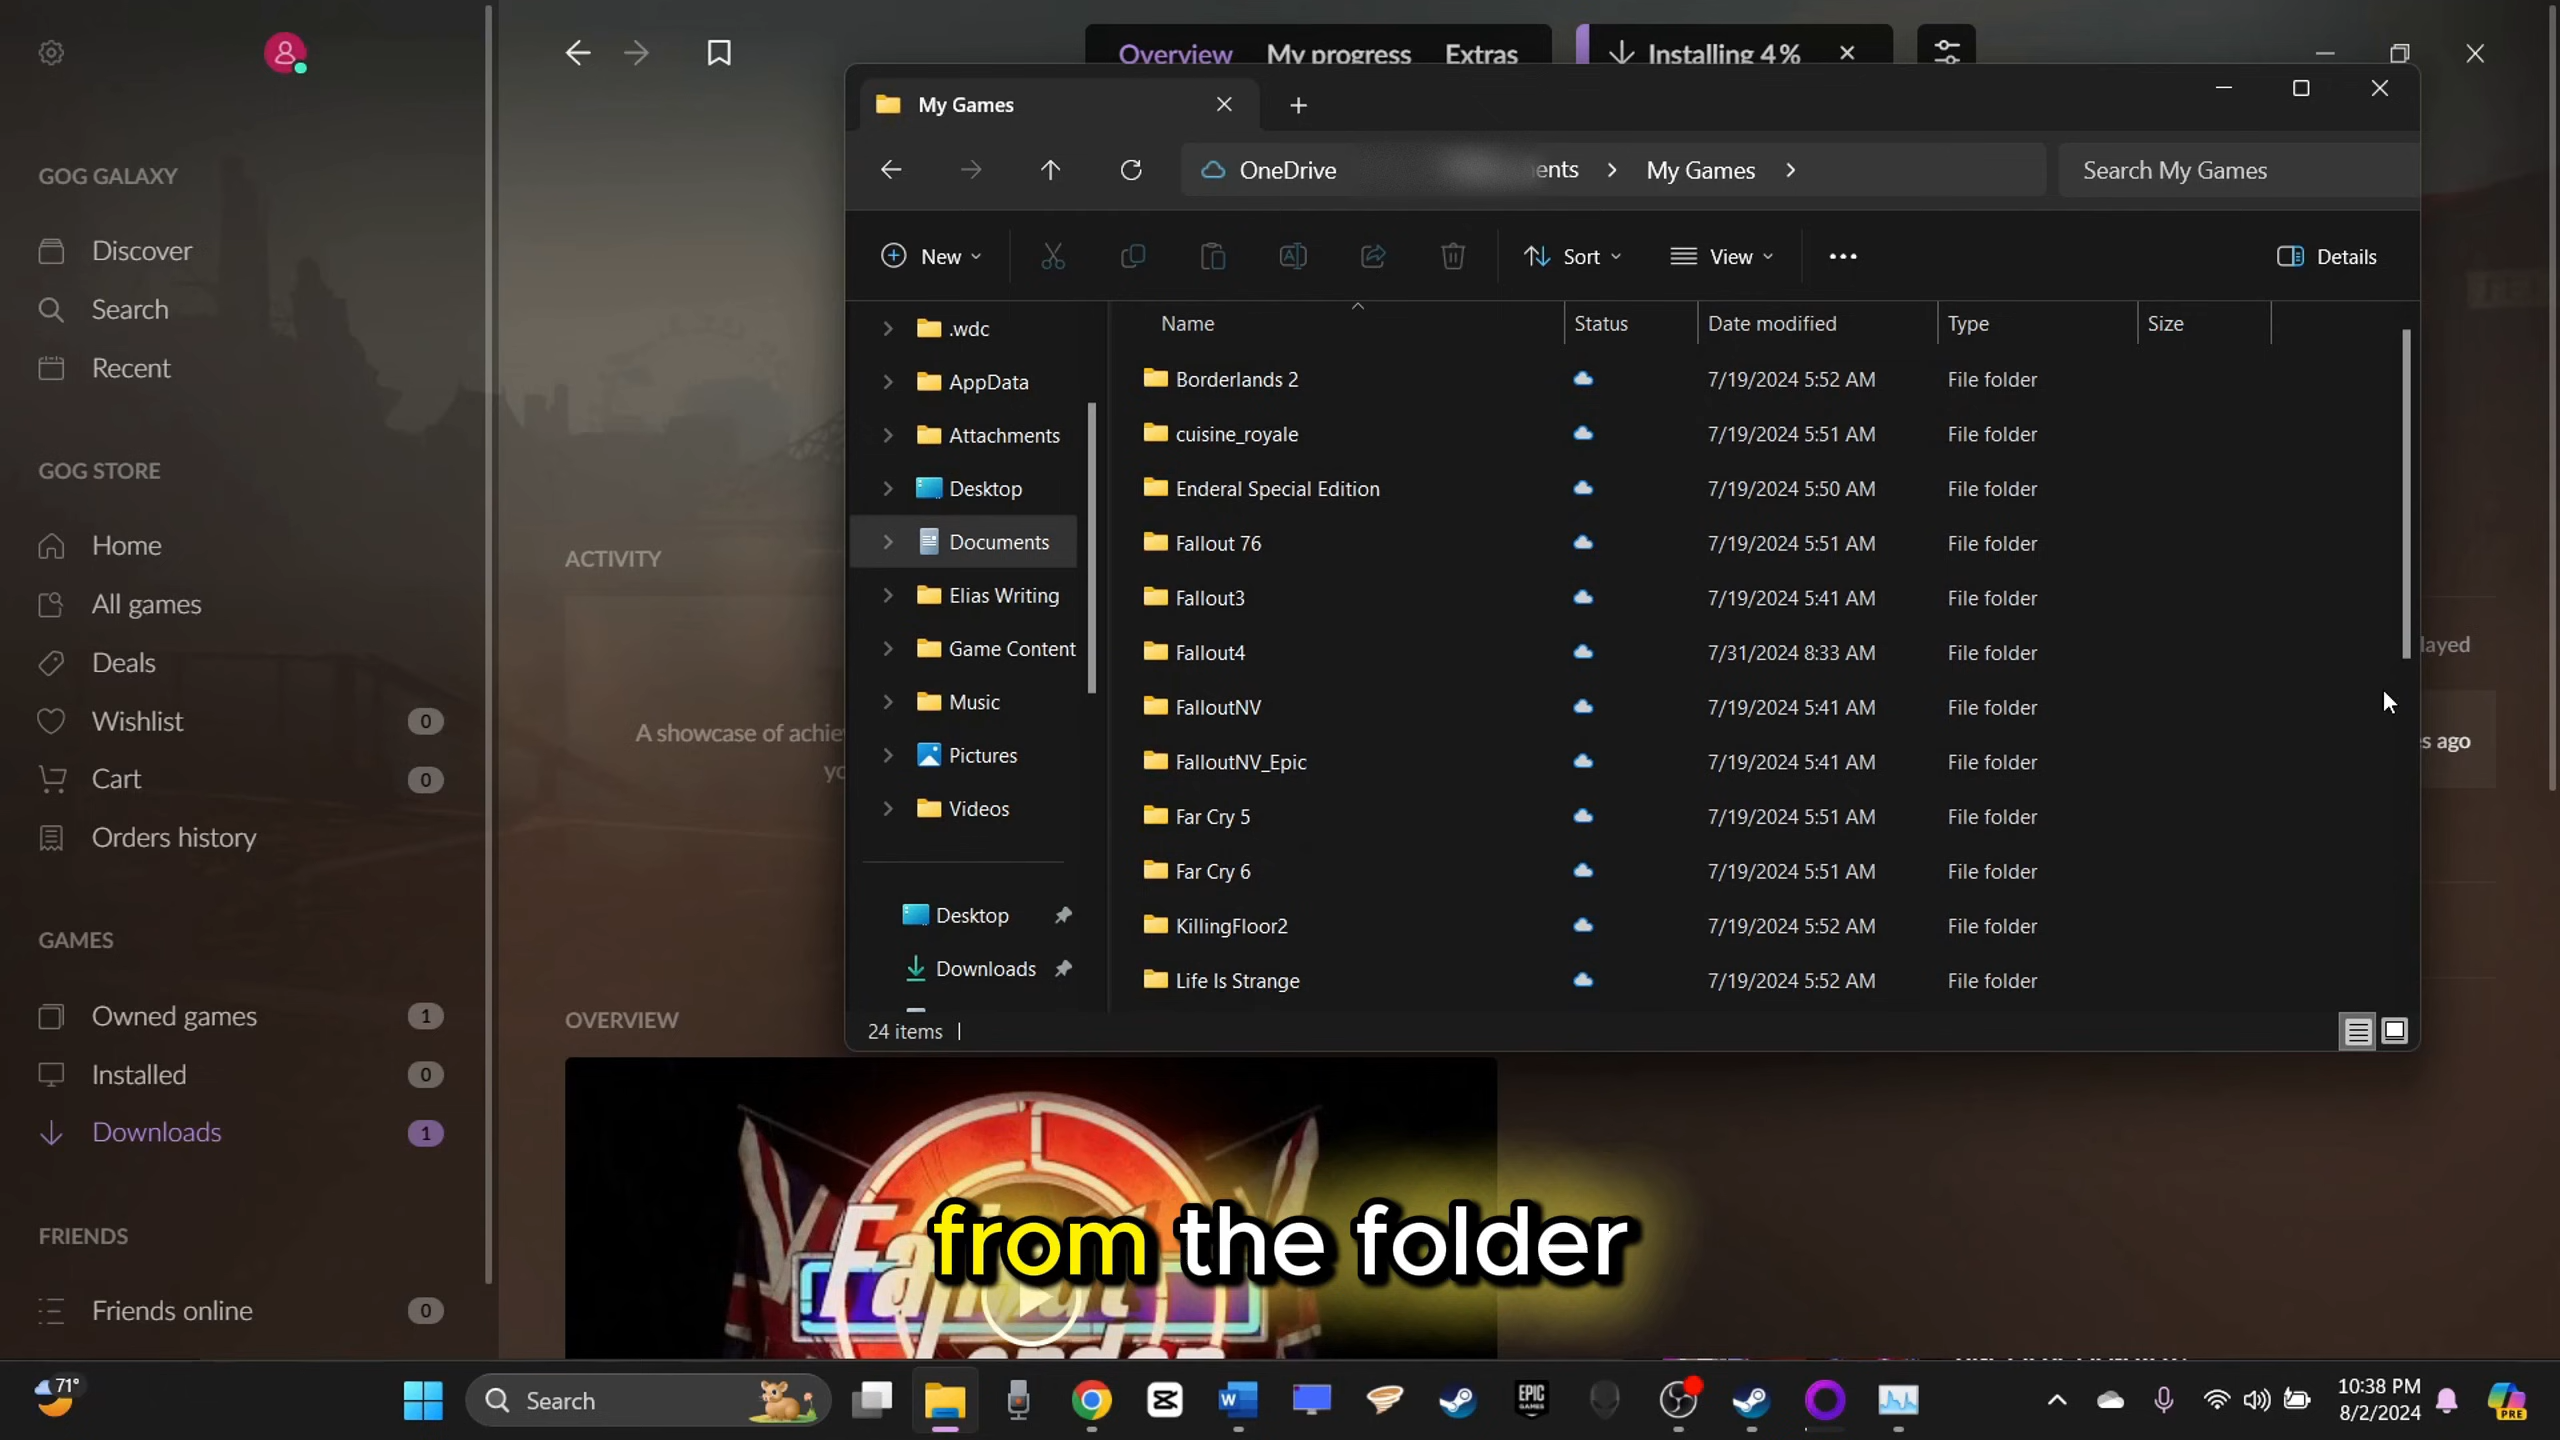 Overview My progress Extras Installing 4%
My Games
OneDrive ents My Games Search My Games
New Sort View Details
GOG GALAXY
Discover
Search
Recent
GOG STORE
Home
All games
Deals
Wishlist 0
Cart 0
Orders history
GAMES
Owned games 1
Installed 0
Downloads 1
FRIENDS
Friends online 0
ACTIVITY
A showcase of achie
OVERVIEW
.wdc
AppData
Attachments
Desktop
Documents
Elias Writing
Game Content
Music
Pictures
Videos
Desktop
Downloads
Name Status Date modified Type Size
Borderlands 2 7/19/2024 5:52 AM File folder
cuisine_royale 7/19/2024 5:51 AM File folder
Enderal Special Edition 7/19/2024 5:50 AM File folder
Fallout 76 7/19/2024 5:51 AM File folder
Fallout3 7/19/2024 5:41 AM File folder
Fallout4 7/31/2024 8:33 AM File folder
FalloutNV 7/19/2024 5:41 AM File folder
FalloutNV_Epic 7/19/2024 5:41 AM File folder
Far Cry 5 7/19/2024 5:51 AM File folder
Far Cry 6 7/19/2024 5:51 AM File folder
KillingFloor2 7/19/2024 5:52 AM File folder
Life Is Strange 7/19/2024 5:52 AM File folder
24 items
layed
s ago
from the folder
71°
Search
EPIC GAMES
10:38 PM
8/2/2024
PRE